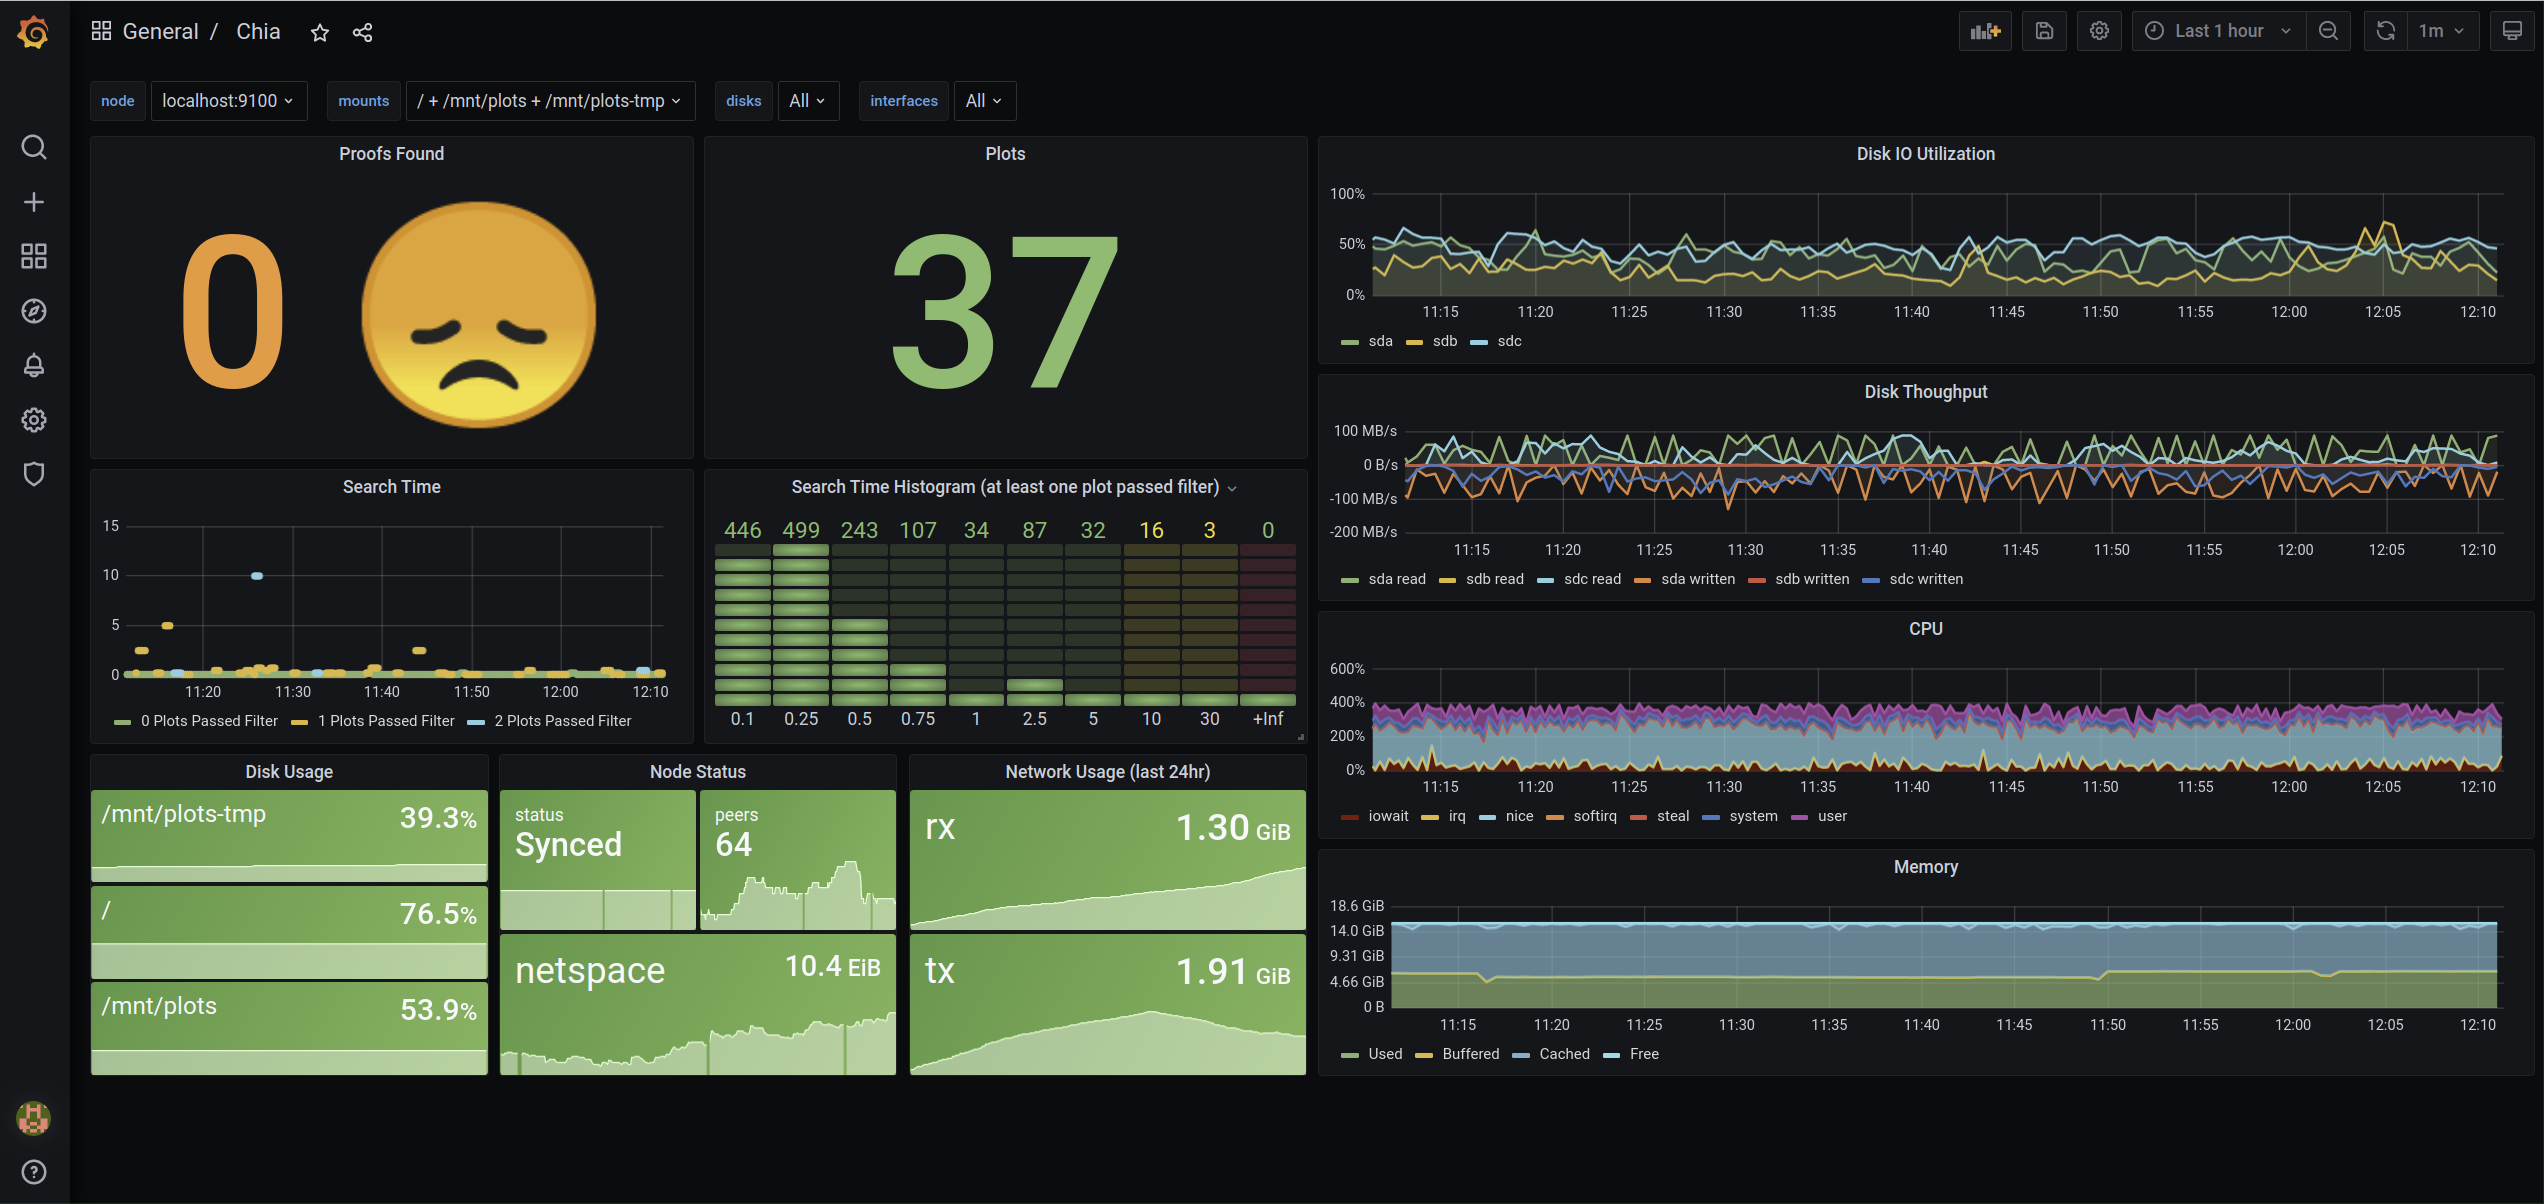 General / Chia
Last 1 hour
1m
node localhost:9100 mounts / + /mnt/plots + /mnt/plots-tmp disks All interfaces All
Proofs Found
0
Plots
37
Search Time
15
10
5
0
11:20 11:30 11:40 11:50 12:00 12:10
0 Plots Passed Filter 1 Plots Passed Filter 2 Plots Passed Filter
Search Time Histogram (at least one plot passed filter)
446 499 243 107 34 87 32 16 3 0
0.1 0.25 0.5 0.75 1 2.5 5 10 30 +Inf
Disk Usage
/mnt/plots-tmp 39.3%
/ 76.5%
/mnt/plots 53.9%
Node Status
status
Synced
peers
64
netspace 10.4 EiB
Network Usage (last 24hr)
rx 1.30 GiB
tx 1.91 GiB
Disk IO Utilization
100%
50%
0%
11:15 11:20 11:25 11:30 11:35 11:40 11:45 11:50 11:55 12:00 12:05 12:10
sda sdb sdc
Disk Thoughput
100 MB/s
0 B/s
-100 MB/s
-200 MB/s
11:15 11:20 11:25 11:30 11:35 11:40 11:45 11:50 11:55 12:00 12:05 12:10
sda read sdb read sdc read sda written sdb written sdc written
CPU
600%
400%
200%
0%
11:15 11:20 11:25 11:30 11:35 11:40 11:45 11:50 11:55 12:00 12:05 12:10
iowait irq nice softirq steal system user
Memory
18.6 GiB
14.0 GiB
9.31 GiB
4.66 GiB
0 B
11:15 11:20 11:25 11:30 11:35 11:40 11:45 11:50 11:55 12:00 12:05 12:10
Used Buffered Cached Free